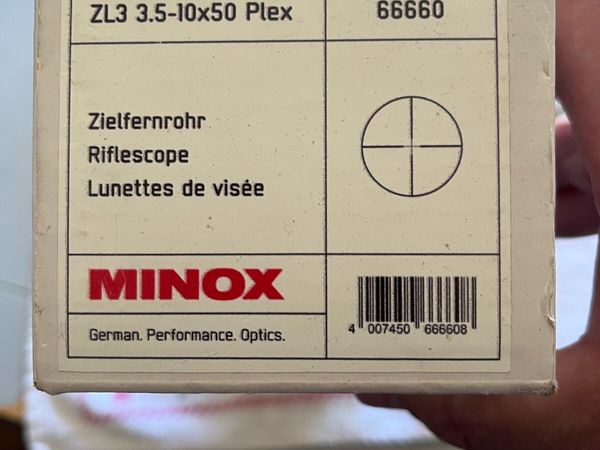 ZL3 3.5-10x50 Plex
66660
Zielfernrohr
Riflescope
Lunettes de visée
MINOX
German. Performance. Optics.
4 007450 666608